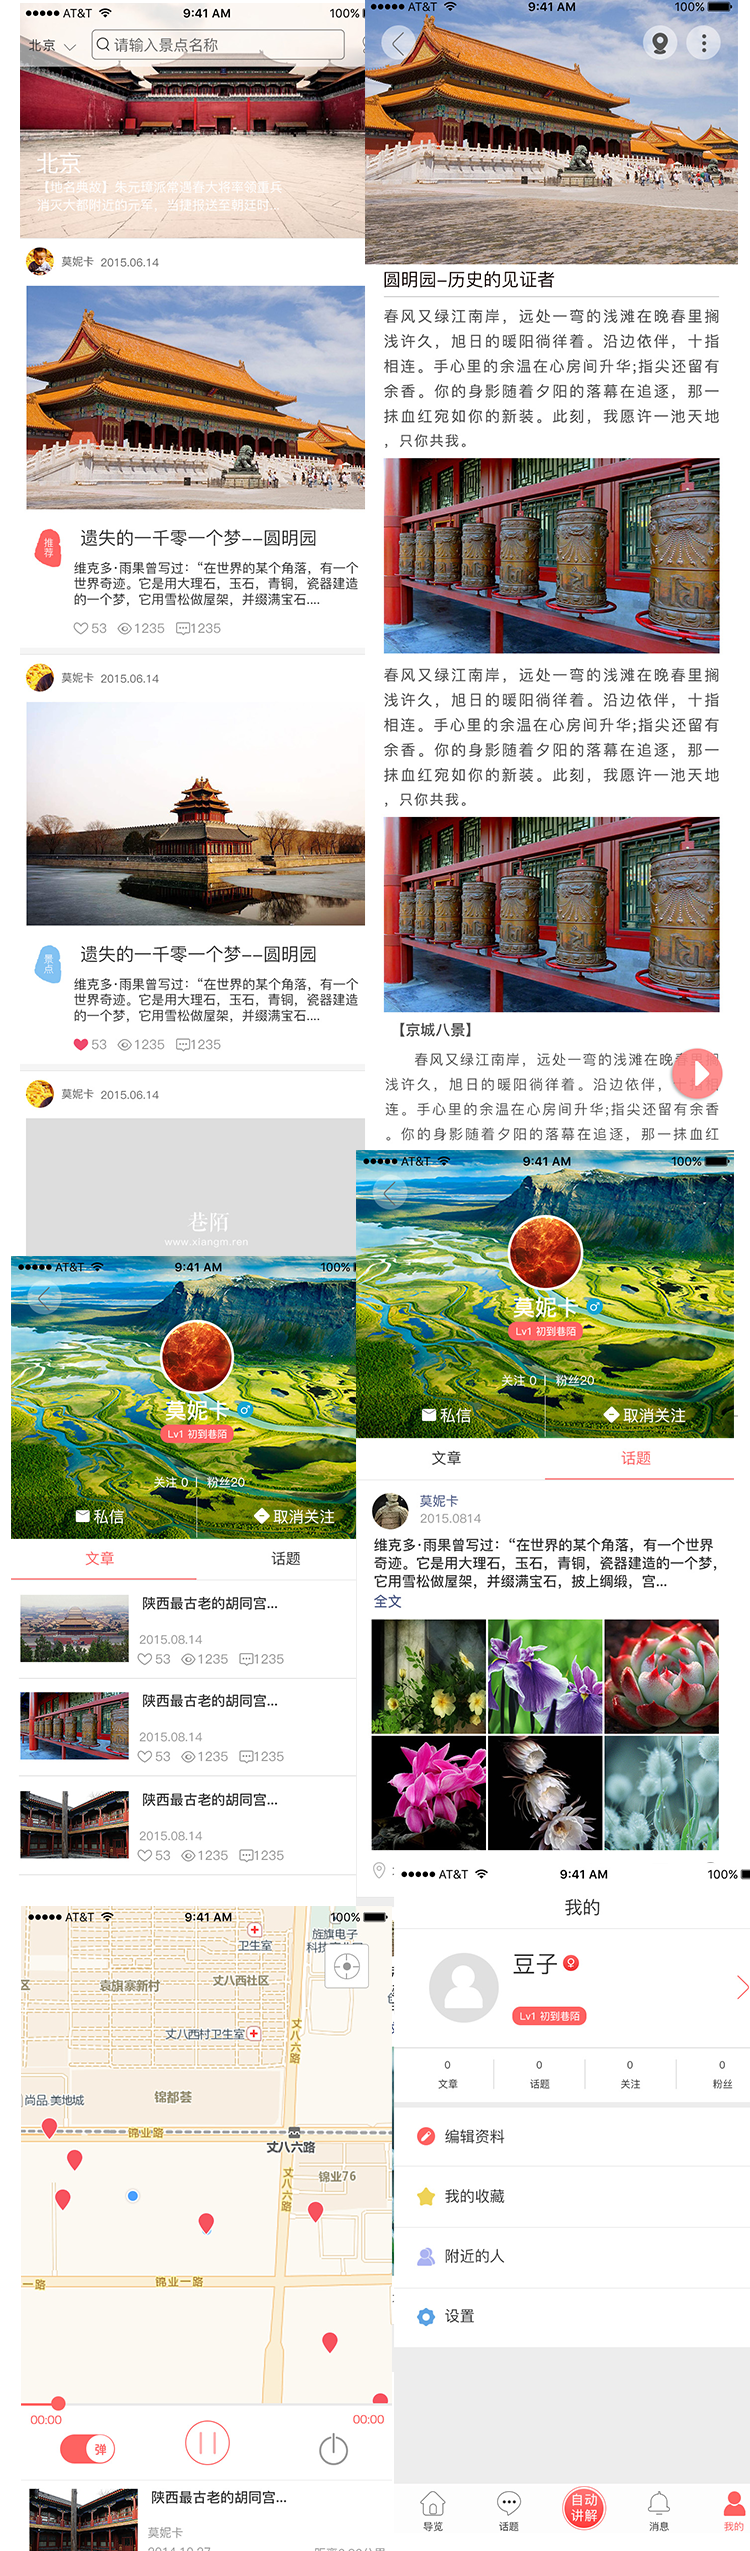 AT&T 9:41 AM 100%
北京
请输入景点名称
北京
【地名典故】朱元璋派常遇春大将率领重兵
消灭大都附近的元军,当捷报送至朝廷时...
莫妮卡 2015.06.14
推荐
遗失的一千零一个梦--圆明园
维克多·雨果曾写过:“在世界的某个角落,有一个
世界奇迹。它是用大理石,玉石,青铜,瓷器建造
的一个梦,它用雪松做屋架,并缀满宝石....
53 1235 1235
莫妮卡 2015.06.14
景点
遗失的一千零一个梦--圆明园
维克多·雨果曾写过:“在世界的某个角落,有一个
世界奇迹。它是用大理石,玉石,青铜,瓷器建造
的一个梦,它用雪松做屋架,并缀满宝石....
53 1235 1235
莫妮卡 2015.06.14
巷陌
www.xiangm.ren
AT&T 9:41 AM 100%
圆明园-历史的见证者
春风又绿江南岸,远处一弯的浅滩在晚春里搁
浅许久,旭日的暖阳徜徉着。沿边依伴,十指
相连。手心里的余温在心房间升华;指尖还留有
余香。你的身影随着夕阳的落幕在追逐,那一
抹血红宛如你的新装。此刻,我愿许一池天地
,只你共我。
春风又绿江南岸,远处一弯的浅滩在晚春里搁
浅许久,旭日的暖阳徜徉着。沿边依伴,十指
相连。手心里的余温在心房间升华;指尖还留有
余香。你的身影随着夕阳的落幕在追逐,那一
抹血红宛如你的新装。此刻,我愿许一池天地
,只你共我。
【京城八景】
春风又绿江南岸,远处一弯的浅滩在晚春里搁
浅许久,旭日的暖阳徜徉着。沿边依伴,十指相
连。手心里的余温在心房间升华;指尖还留有余香
。你的身影随着夕阳的落幕在追逐,那一抹血红
AT&T 9:41 AM 100%
莫妮卡
Lv1 初到巷陌
关注 0 | 粉丝20
私信 取消关注
文章 话题
陕西最古老的胡同宫...
2015.08.14
53 1235 1235
陕西最古老的胡同宫...
2015.08.14
53 1235 1235
陕西最古老的胡同宫...
2015.08.14
53 1235 1235
AT&T 9:41 AM 100%
莫妮卡
Lv1 初到巷陌
关注 0 | 粉丝20
私信 取消关注
文章 话题
莫妮卡
2015.0814
维克多·雨果曾写过:“在世界的某个角落,有一个世界
奇迹。它是用大理石,玉石,青铜,瓷器建造的一个梦,
它用雪松做屋架,并缀满宝石,披上绸缎,宫...
全文
AT&T 9:41 AM 100%
卫生室
旌旗电子
袁旗寨新村
丈八西社区
丈八西村卫生室
丈八六路
尚品 美地城
锦都荟
锦业路
丈八六路
丈八六路
锦业76
一路
锦业一路
00:00 00:00
弹
陕西最古老的胡同宫...
莫妮卡
AT&T 9:41 AM 100%
我的
豆子
Lv1 初到巷陌
0 0 0 0
文章 话题 关注 粉丝
编辑资料
我的收藏
附近的人
设置
导览 话题 自动讲解 消息 我的